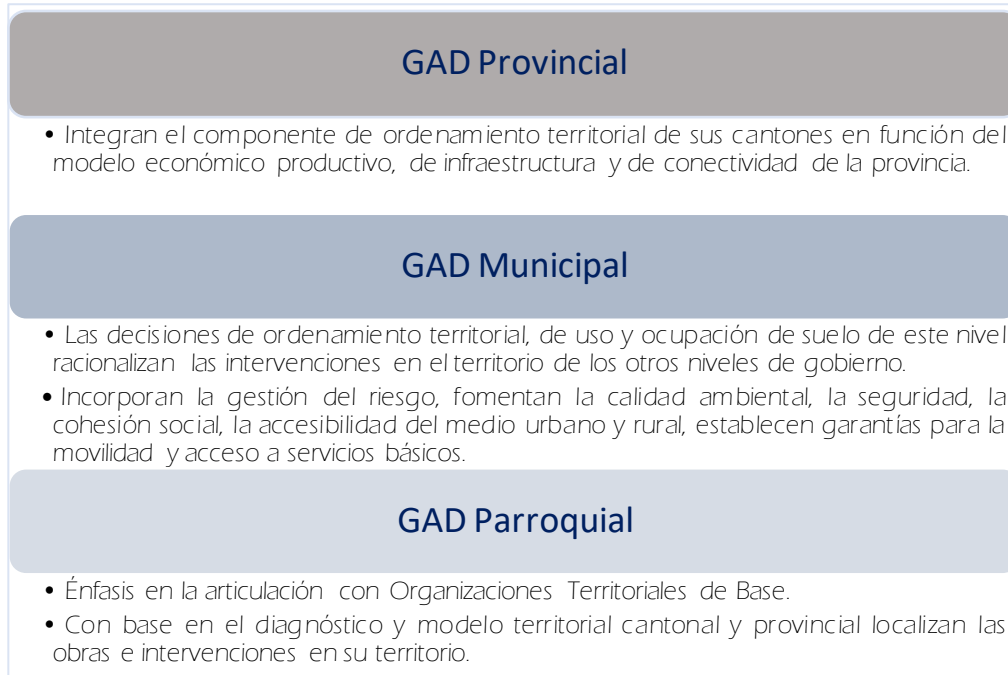 GAD Provincial
• Integran el componente de ordenamiento territorial de sus cantones en función del
modelo económico productivo, de infraestructura y de conectividad de la provincia.
GAD Municipal
• Las decisiones de ordenamiento territorial, de uso y ocupación de suelo de este nivel
racionalizan las intervenciones en el territorio de los otros niveles de gobierno.
• Incorporan la gestión del riesgo, fomentan la calidad ambiental, la seguridad, la
cohesión social, la accesibilidad del medio urbano y rural, establecen garantías para la
movilidad y acceso a servicios básicos.
GAD Parroquial
• Énfasis en la articulación con Organizaciones Territoriales de Base.
• Con base en el diagnóstico y modelo territorial cantonal y provincial localizan las
obras e intervenciones en su territorio.